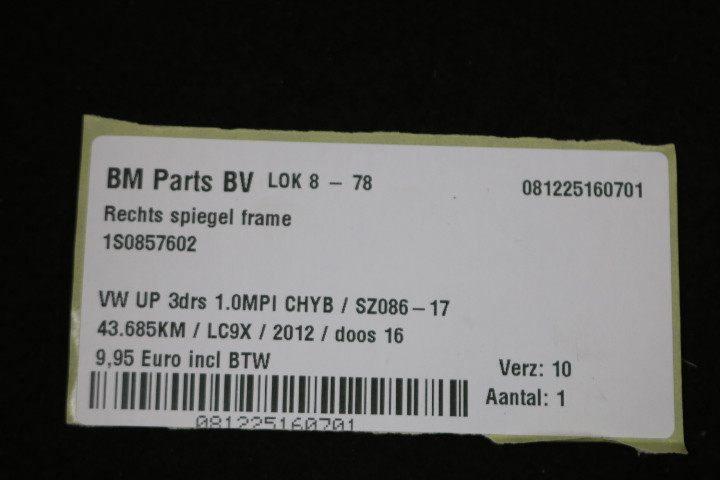 BM Parts BV LOK 8 - 78 081225160701
Rechts spiegel frame
1S0857602
VW UP 3drs 1.0MPI CHYB / SZ086-17
43.685KM / LC9X / 2012 / doos 16
9,95 Euro incl BTW
Verz: 10
Aantal: 1
081225160701